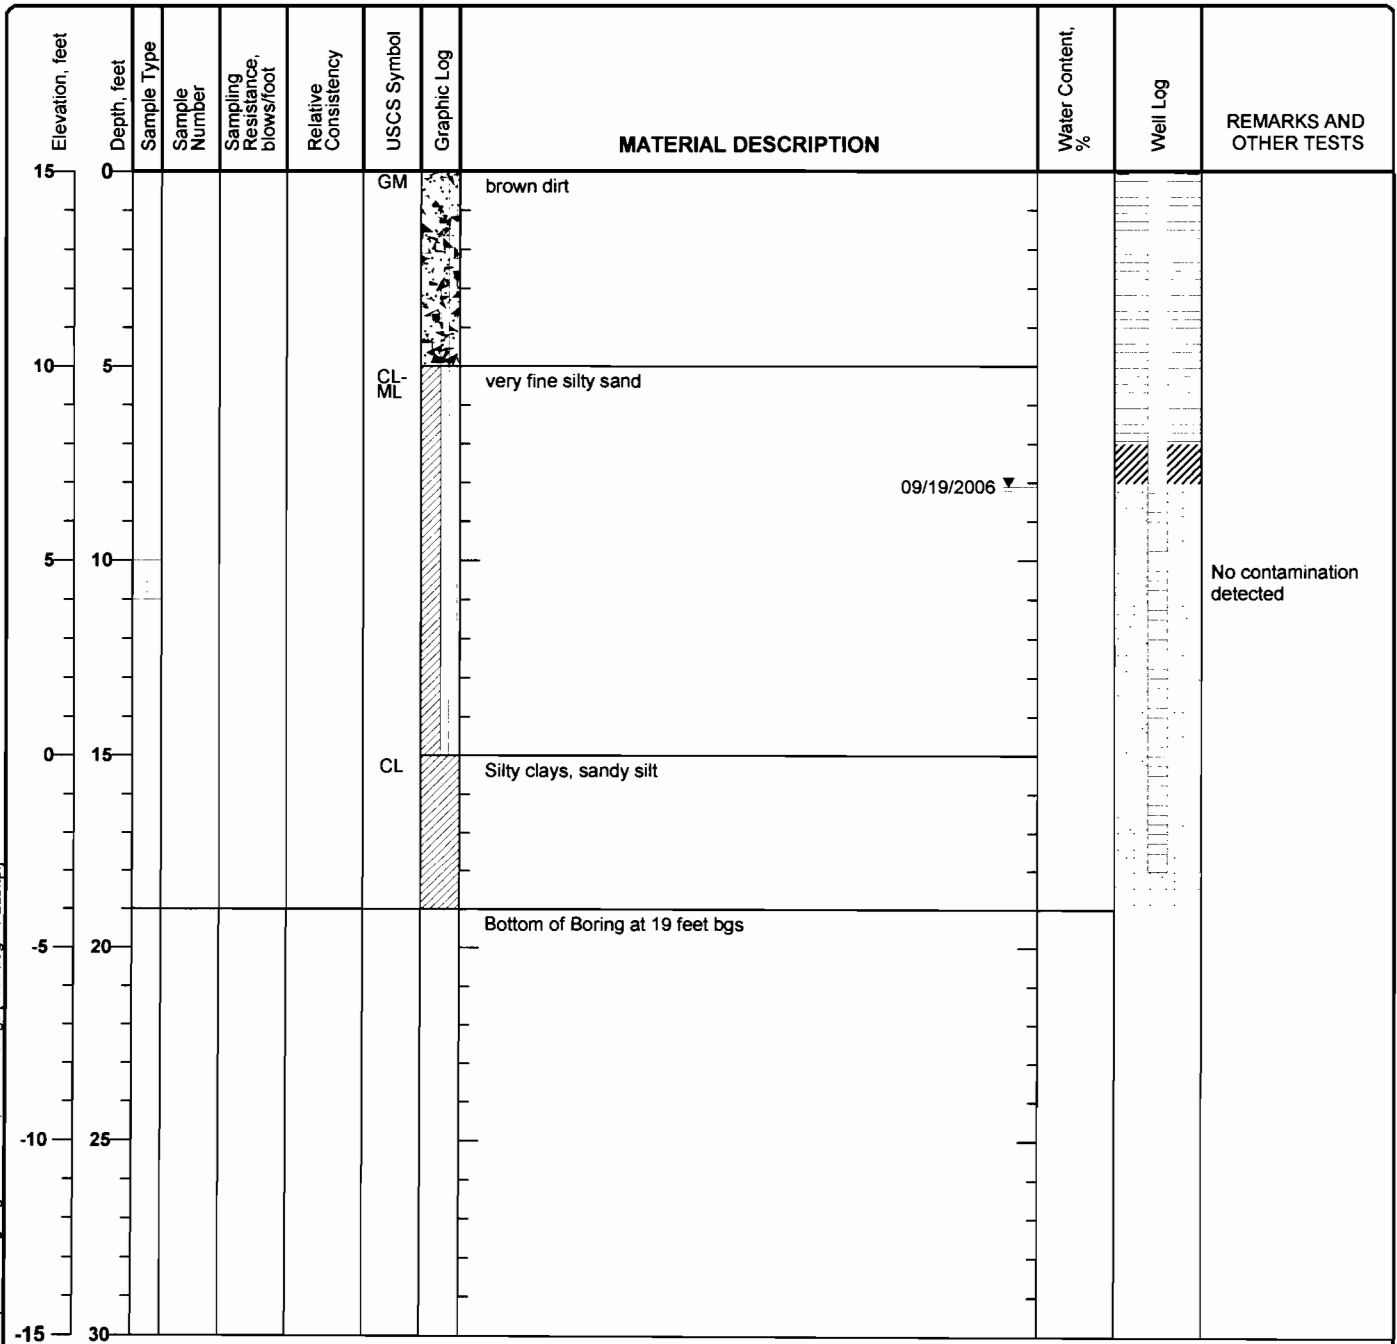 Elevation, feet
Depth, feet
Sample Type
Sample
Number
Sampling
Resistance,
blows/foot
Relative
Consistency
USCS Symbol
Graphic Log
MATERIAL DESCRIPTION
Water Content,
%
Well Log
REMARKS AND
OTHER TESTS
15 0
GM brown dirt
10 5
CL-
ML
very fine silty sand
09/19/2006
5 10
No contamination
detected
0 15
CL Silty clays, sandy silt
Bottom of Boring at 19 feet bgs
-5 20
-10 25
-15 30